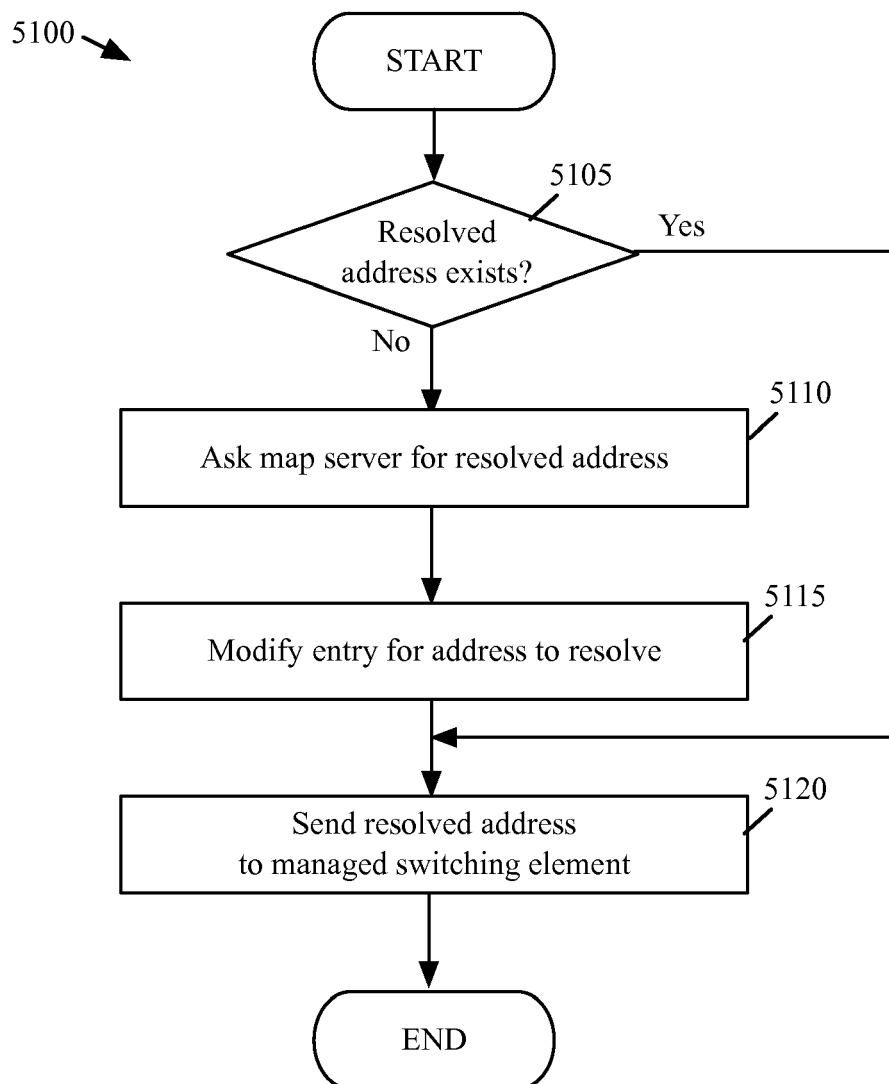 5100
START
5105
Resolved
address exists?
Yes
No
5110
Ask map server for resolved address
5115
Modify entry for address to resolve
5120
Send resolved address
to managed switching element
END